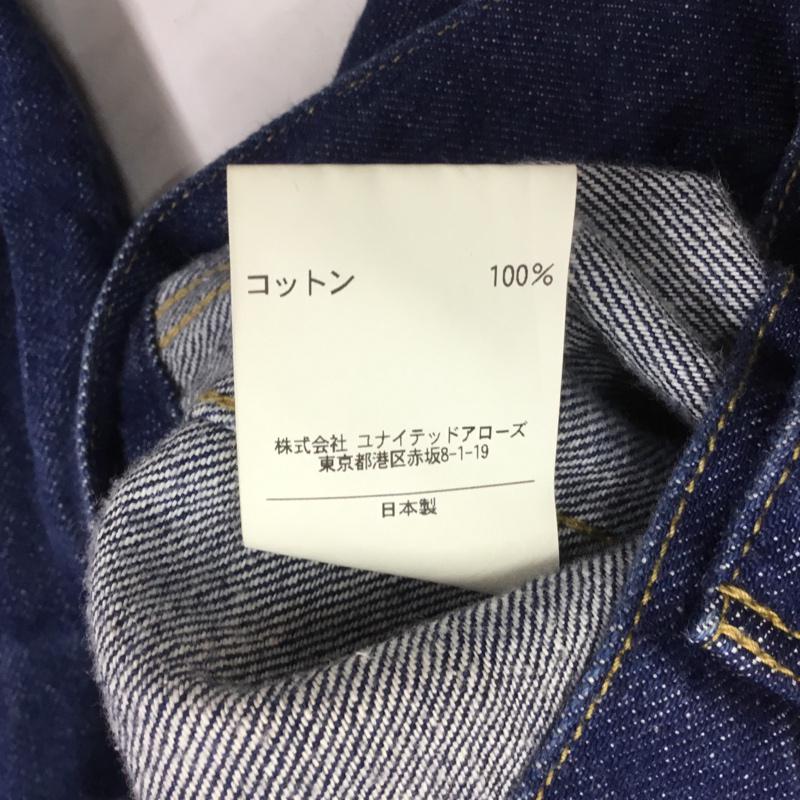 コットン 100%
株式会社 ユナイテッドアローズ
東京都港区赤坂8-1-19
日本製